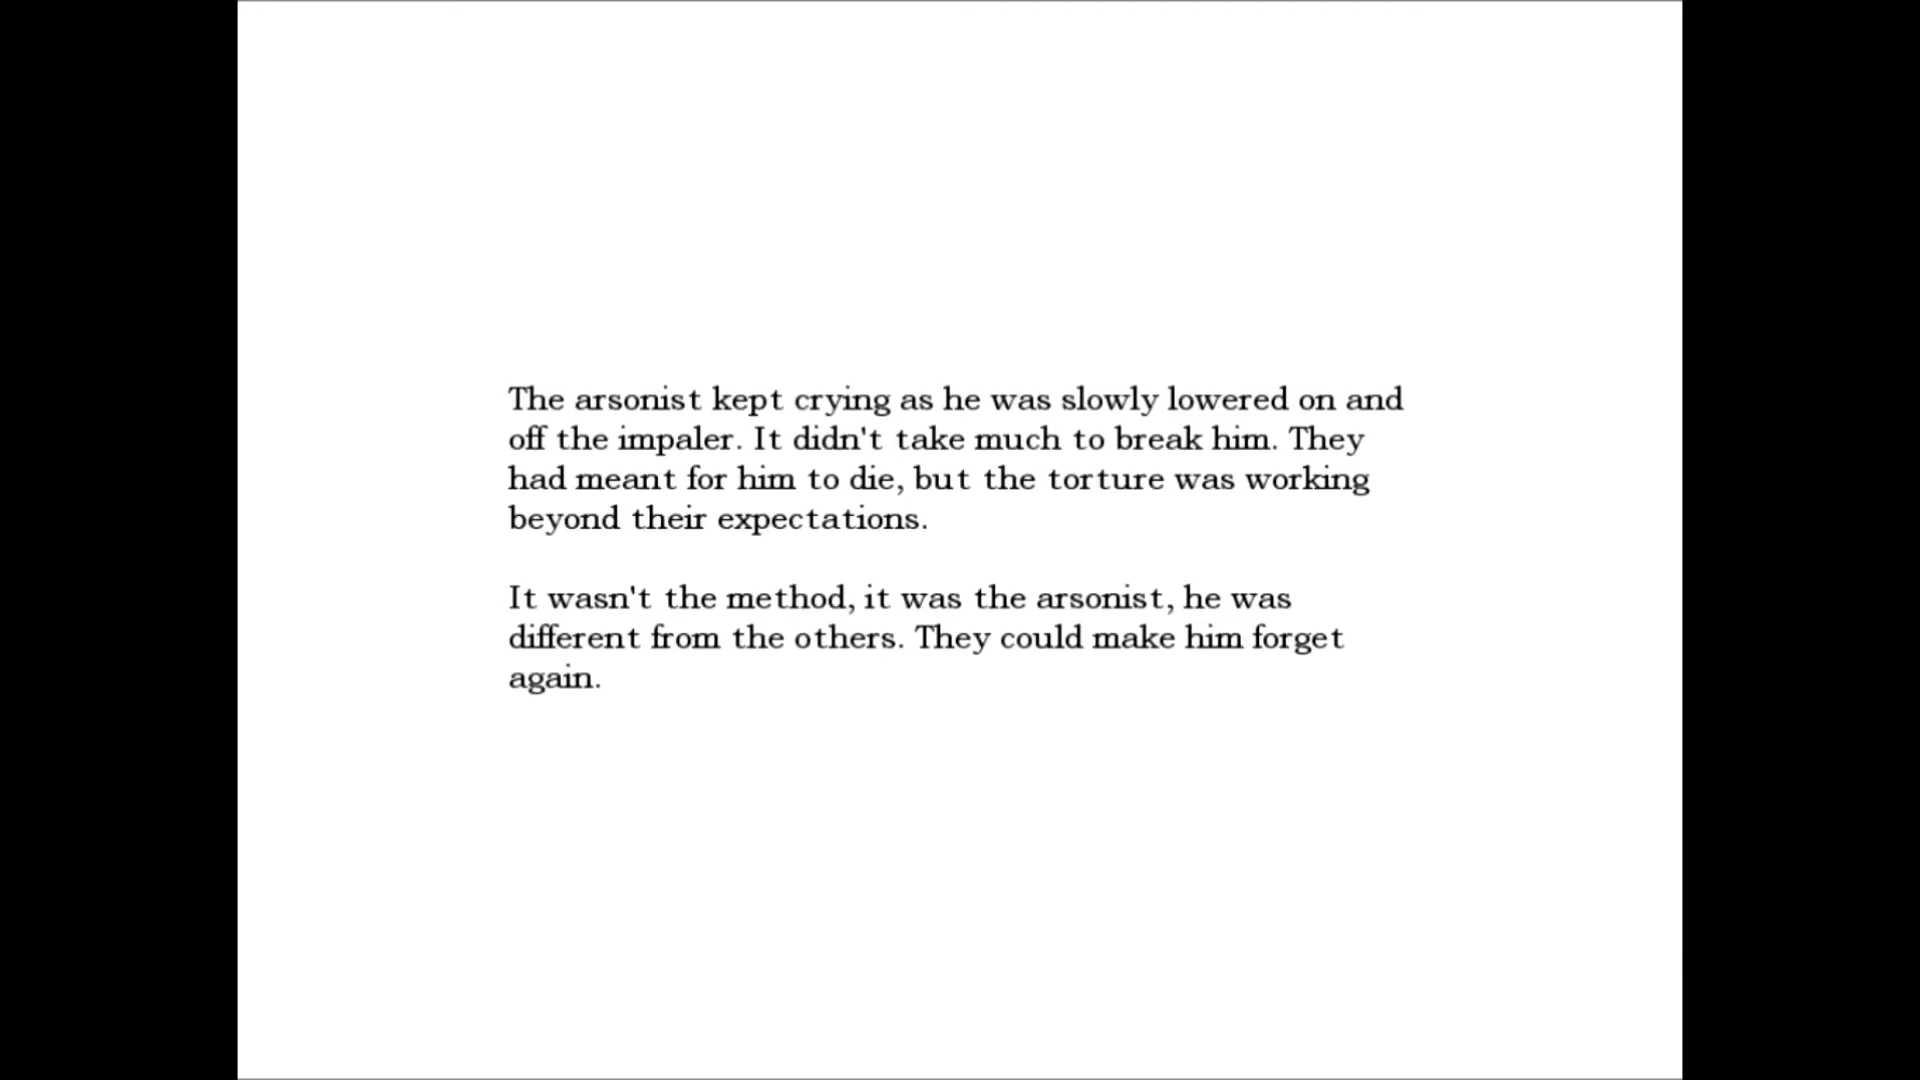 The arsonist kept crying as he was slowly lowered on and
off the impaler. It didn't take much to break him. They
had meant for him to die, but the torture was working
beyond their expectations.
It wasn't the method, it was the arsonist, he was
different from the others. They could make him forget
again.